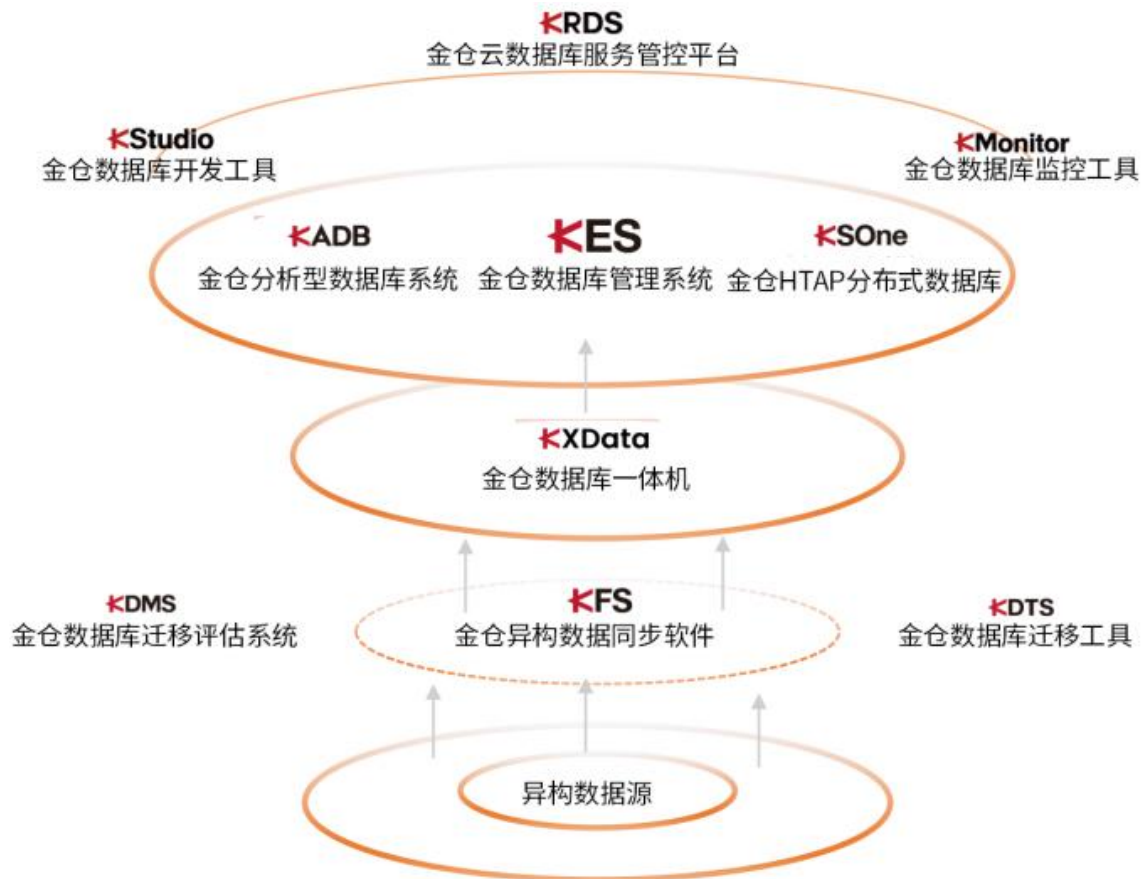 KRDS
金仓云数据库服务管控平台
KStudio
金仓数据库开发工具
KMonitor
金仓数据库监控工具
KADB
金仓分析型数据库系统
KES
金仓数据库管理系统
KSOne
金仓HTAP分布式数据库
KXData
金仓数据库一体机
KDMS
金仓数据库迁移评估系统
KFS
金仓异构数据同步软件
KDTS
金仓数据库迁移工具
异构数据源